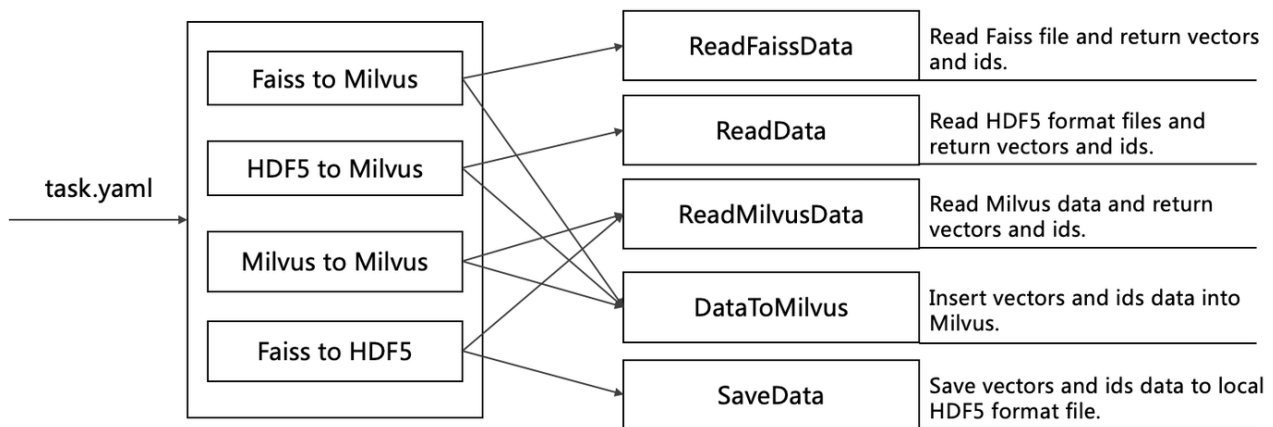 task.yaml
Faiss to Milvus
HDF5 to Milvus
Milvus to Milvus
Faiss to HDF5
ReadFaissData
Read Faiss file and return vectors
and ids.
ReadData
Read HDF5 format files and
return vectors and ids.
ReadMilvusData
Read Milvus data and return
vectors and ids.
DataToMilvus
Insert vectors and ids data into
Milvus.
SaveData
Save vectors and ids data to local
HDF5 format file.